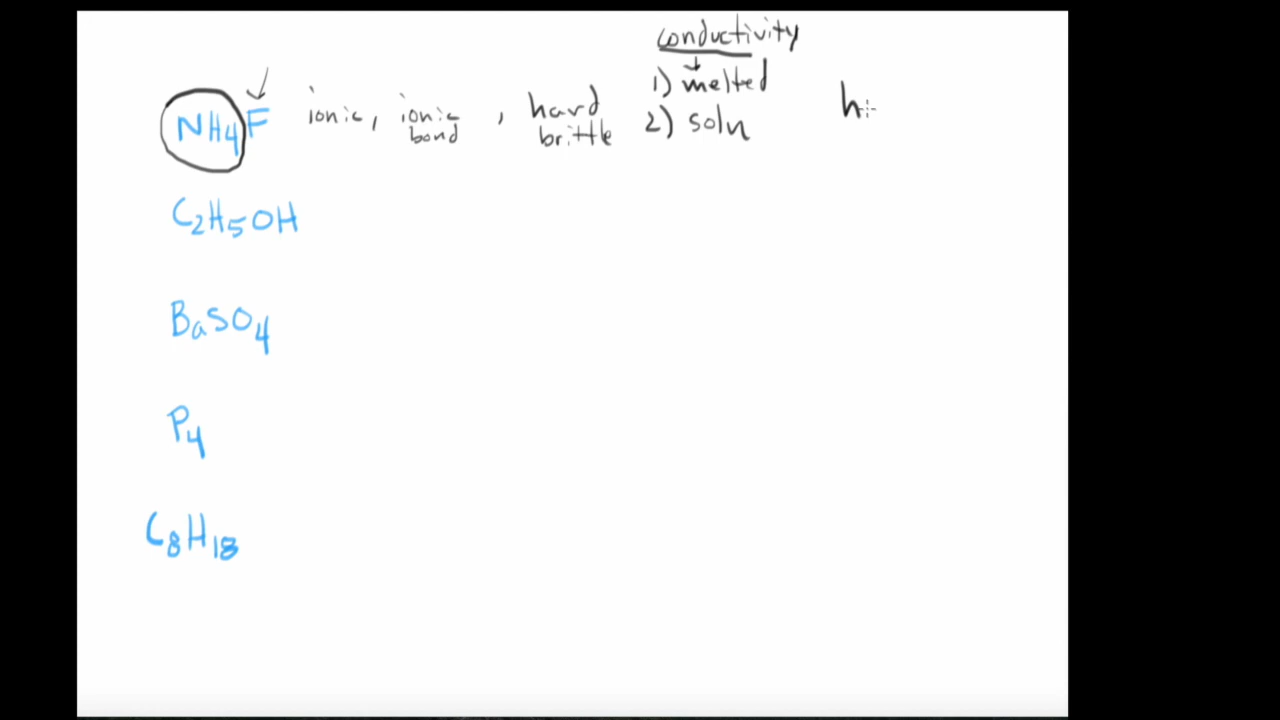 conductivity
NH4F ionic, ionic bond, hard brittle 1) melted 2) soln
C2H5OH
BaSO4
P4
C8H18